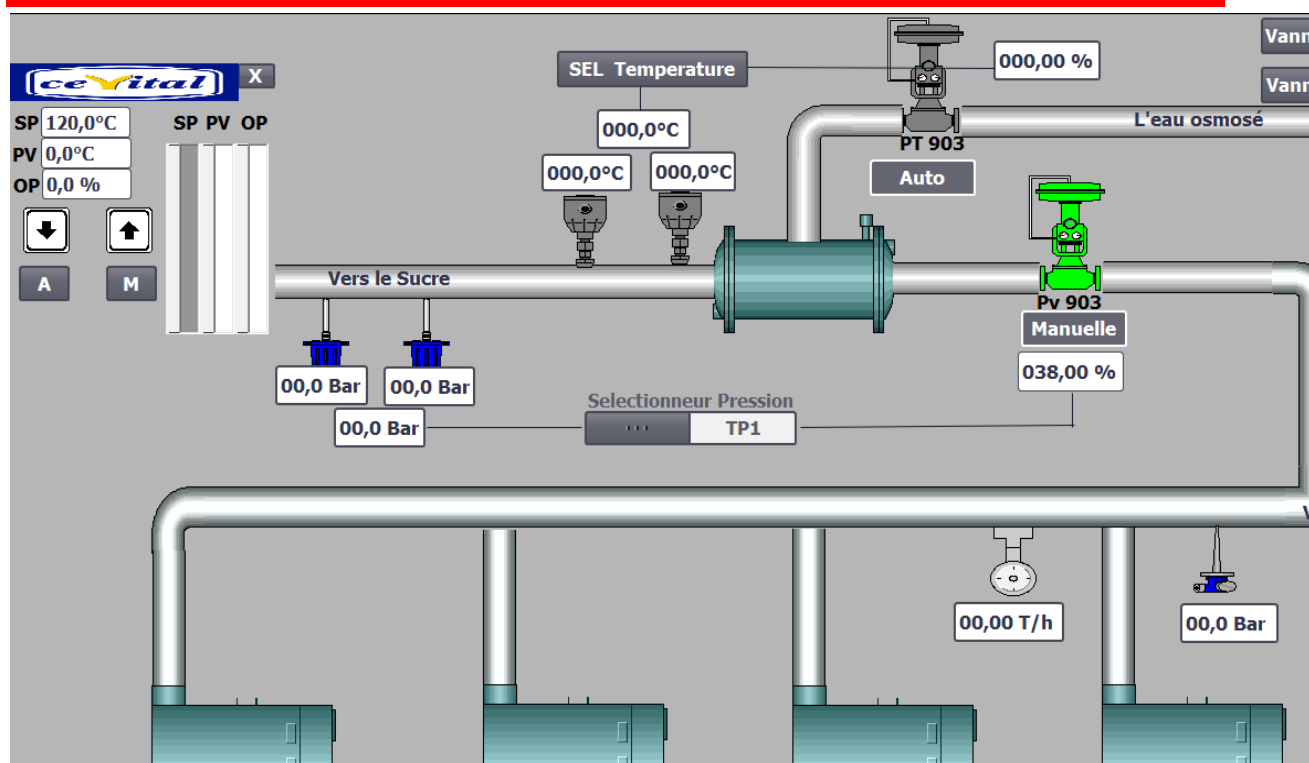 Vann
SEL  Temperature
000,00 %
ceVital
X
Vann
SP 120,0°C
SP PV OP
PV 0,0°C
OP 0,0 %
000,0°C
L'eau osmosé
PT 903
000,0°C
000,0°C
Auto
A
M
Vers le Sucre
Pv 903
Manuelle
00,0 Bar
00,0 Bar
038,00 %
Selectionneur Pression
00,0 Bar
...
TP1
V
00,00 T/h
00,0 Bar